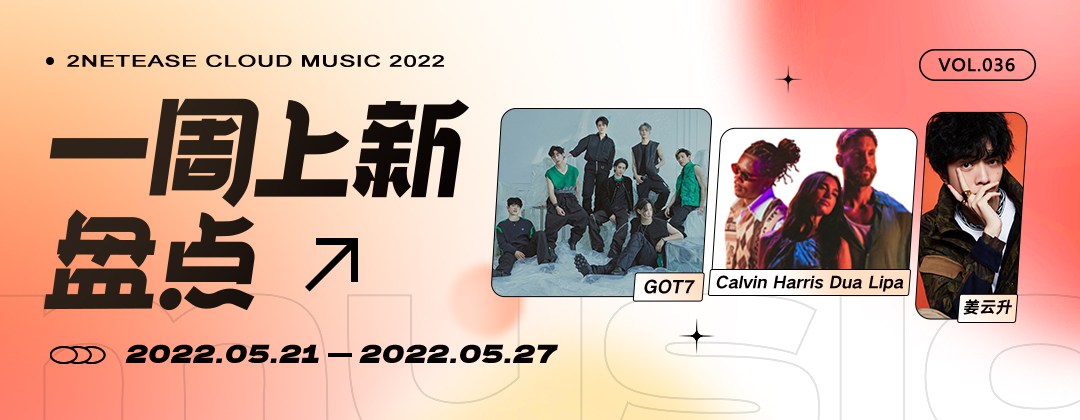 2NETEASE CLOUD MUSIC 2022
VOL.036
一周上新
盘点
GOT7
Calvin Harris Dua Lipa
姜云升
2022.05.21 — 2022.05.27
music